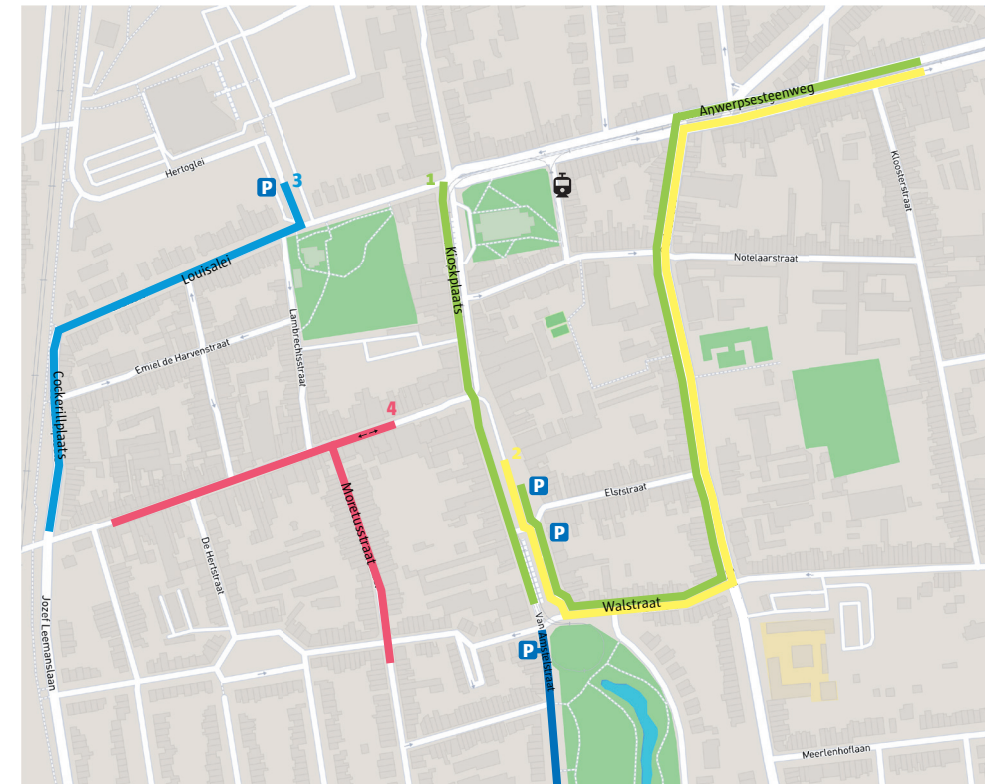 Anwerpsesteenweg
Hertoglei
Kloosterstraat
P
3
1
Kioskplaats
Louisalei
Notelaarstraat
Lambrechtsstraat
Emiel de Harvenstraat
Cockerillplaats
4
2
P
Elststraat
Moretusstraat
P
De Hertstraat
Walstraat
Jozef Leemanslaan
Van Amstelstraat
P
Meerlenhoflaan